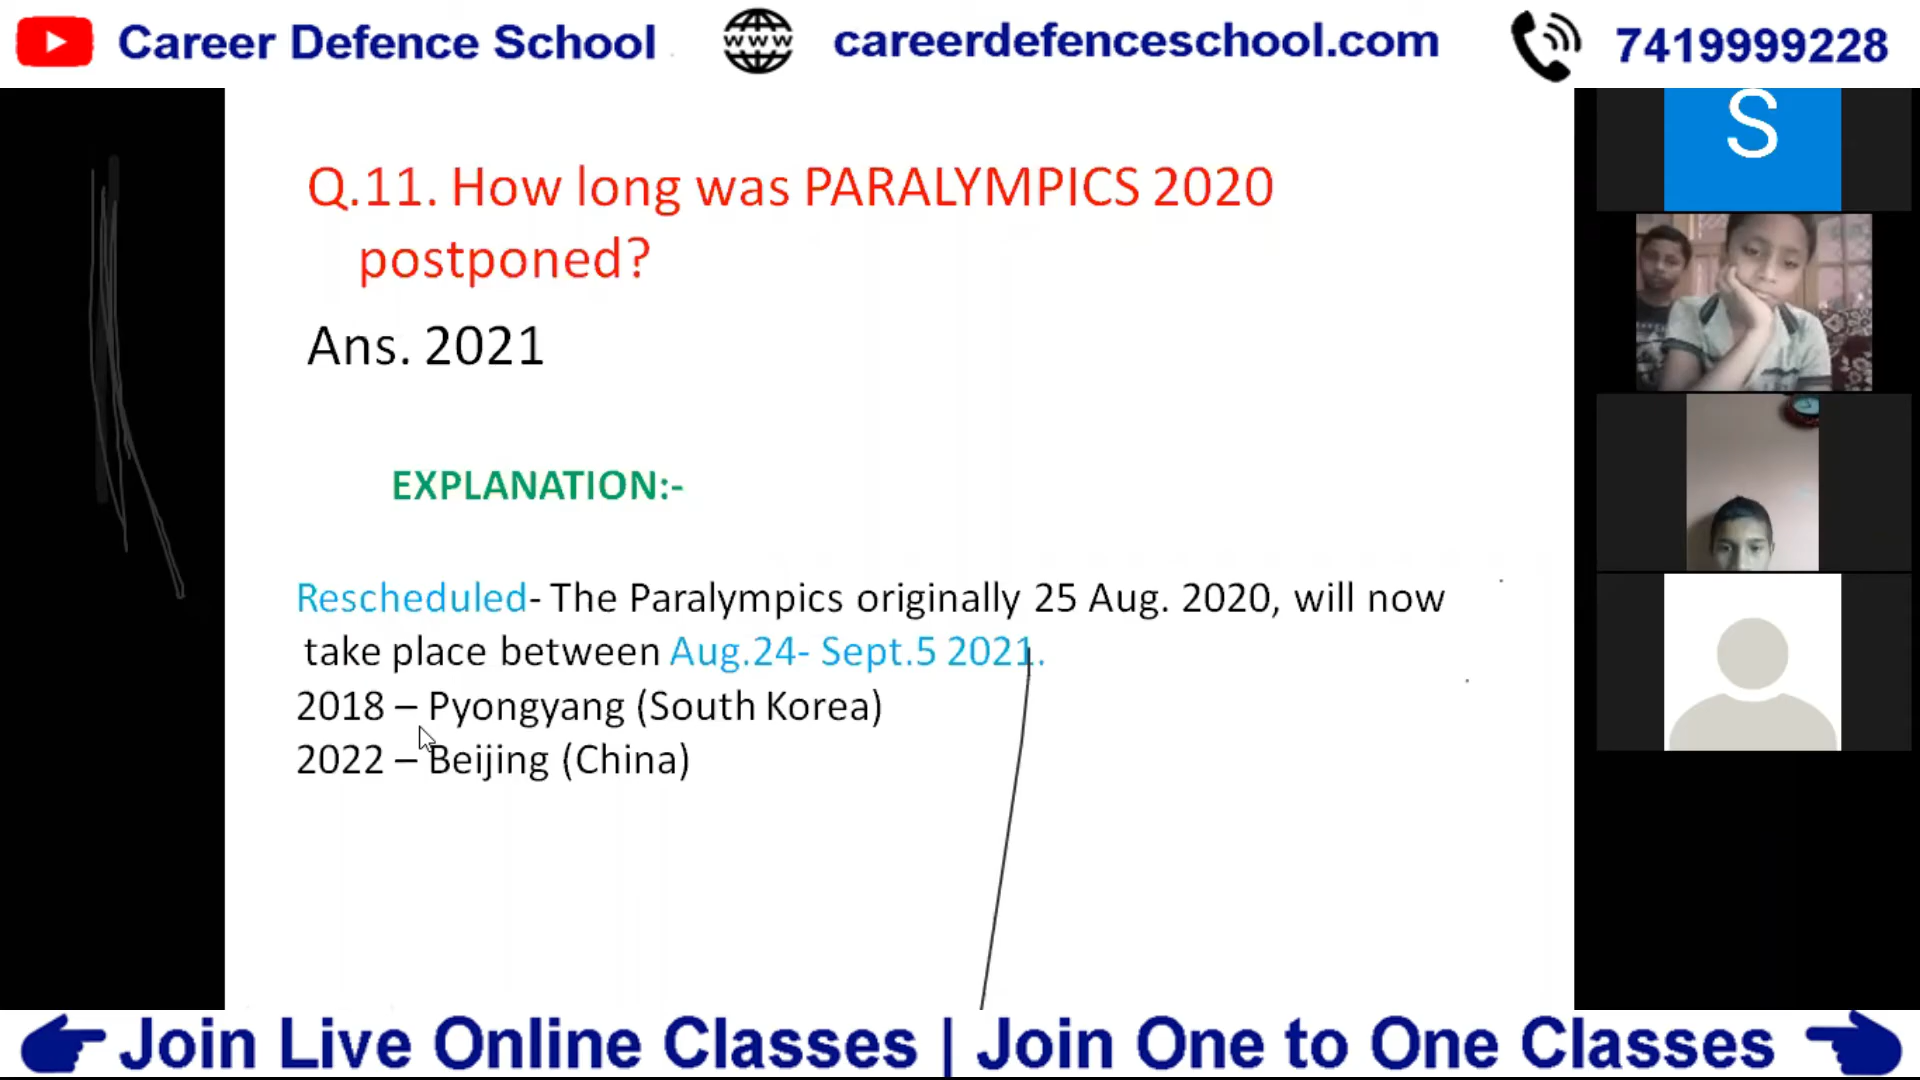 Career Defence School
www
careerdefenceschool.com
7419999228
S
Q.11. How long was PARALYMPICS 2020
postponed?
Ans. 2021
EXPLANATION:-
Rescheduled- The Paralympics originally 25 Aug. 2020, will now
take place between Aug.24- Sept.5 2021.
2018 – Pyongyang (South Korea)
2022 – Beijing (China)
Join Live Online Classes | Join One to One Classes